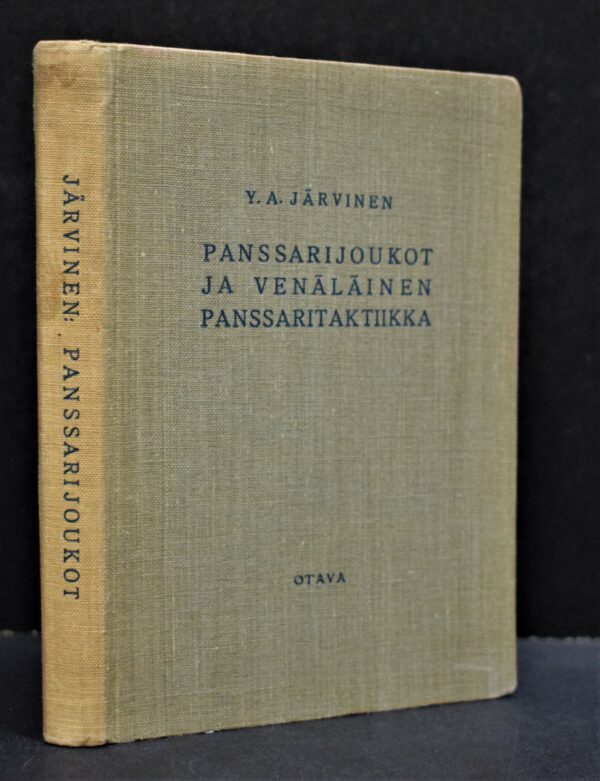 JÄRVINEN: PANSSARIJOUKOT
Y. A. JÄRVINEN
PANSSARIJOUKOT
JA VENÄLÄINEN
PANSSARITAKTIIKKA
OTAVA